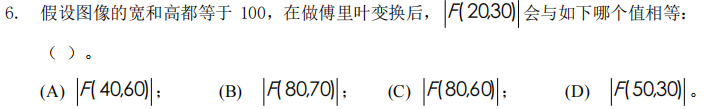 6. 假设图像的宽和高都等于 100，在做傅里叶变换后，|F(20,30)|会与如下哪个值相等：
（ ）。
(A) |F(40,60)|； (B) |F(80,70)|； (C) |F(80,60)|； (D) |F(50,30)|。